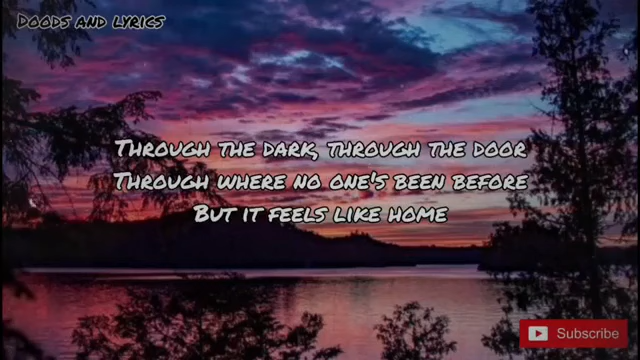 Doods and lyrics
Through the dark, through the door
Through where no one's been before
But it feels like home
Subscribe